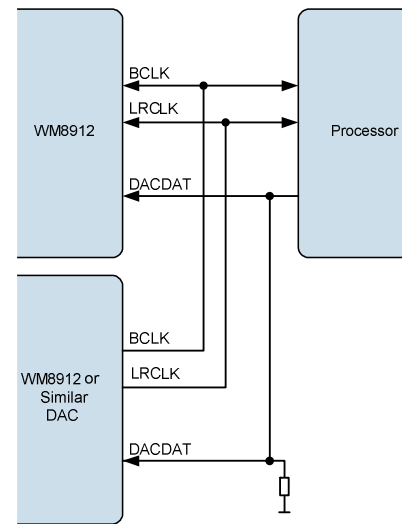 BCLK
LRCLK
WM8912
Processor
DACDAT
BCLK
LRCLK
WM8912 or
Similar
DAC
DACDAT